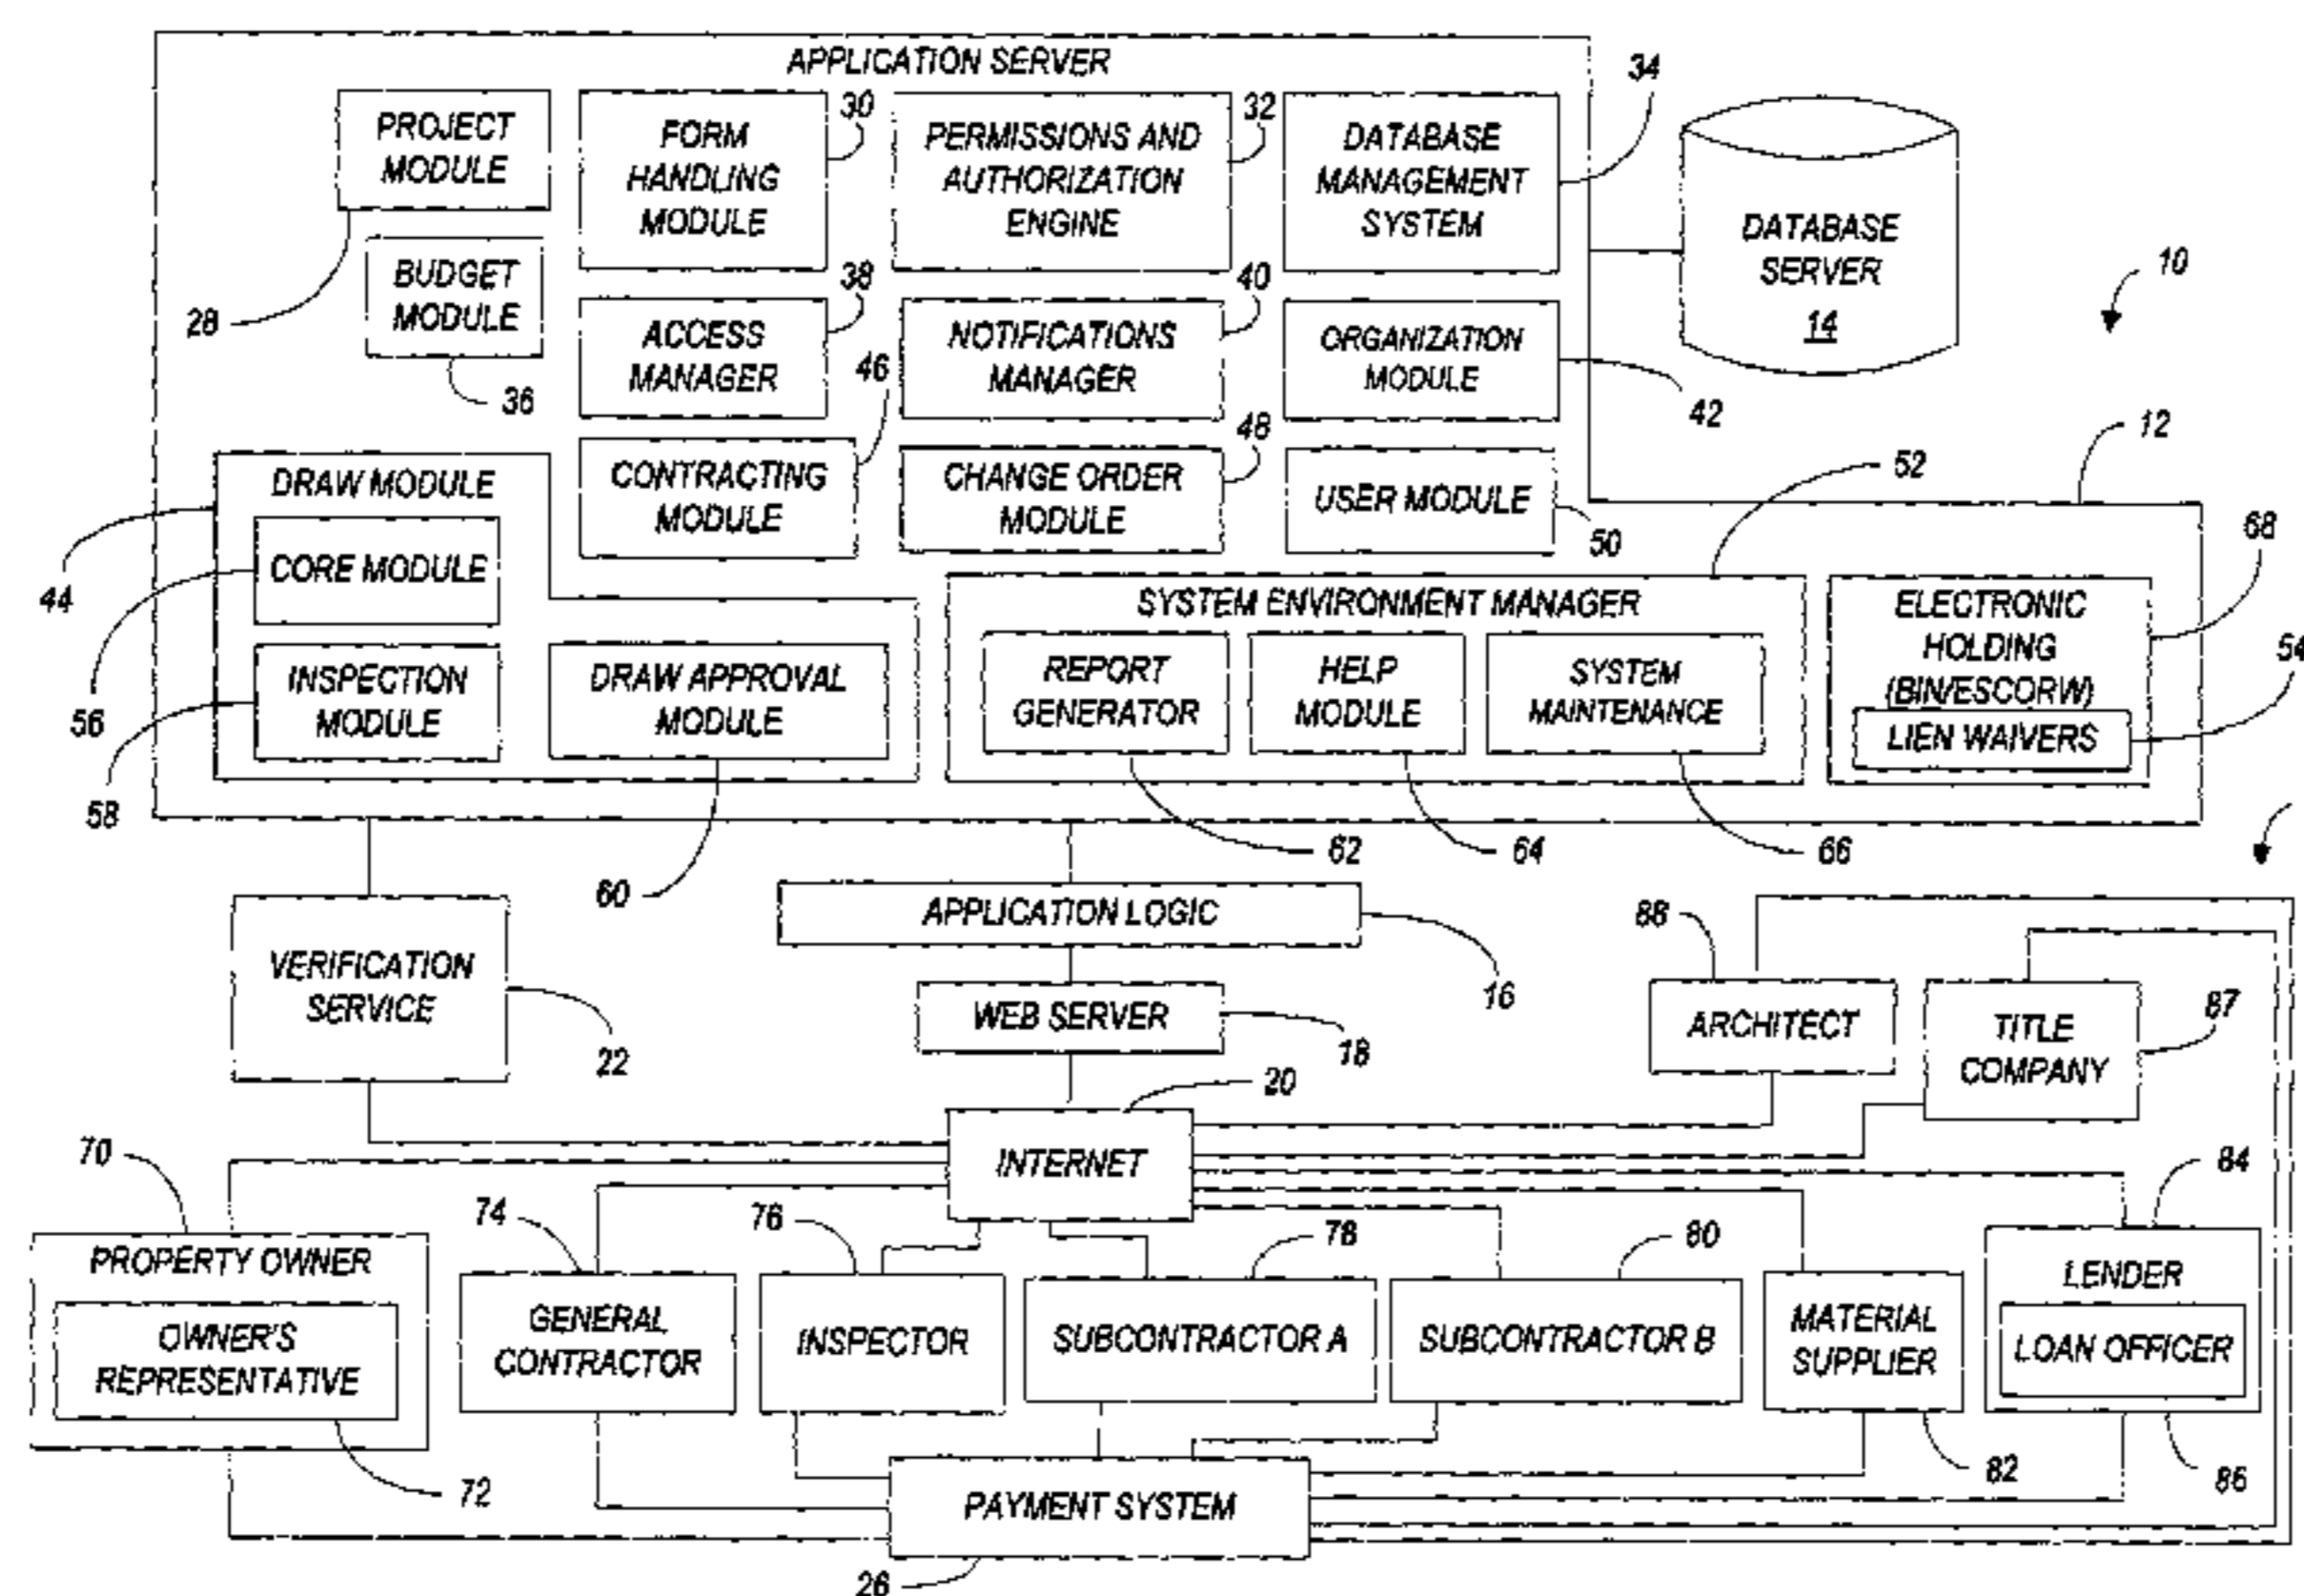 APPLICATION SERVER
PROJECT
MODULE
28
FORM
HANDLING
MODULE
30
PERMISSIONS AND
AUTHORIZATION
ENGINE
32
DATABASE
MANAGEMENT
SYSTEM
34
DATABASE
SERVER
14
10
BUDGET
MODULE
36
ACCESS
MANAGER
38
NOTIFICATIONS
MANAGER
40
ORGANIZATION
MODULE
42
12
DRAW MODULE
44
CORE MODULE
56
INSPECTION
MODULE
58
DRAW APPROVAL
MODULE
60
CONTRACTING
MODULE
46
CHANGE ORDER
MODULE
48
USER MODULE
50
52
SYSTEM ENVIRONMENT MANAGER
REPORT
GENERATOR
62
HELP
MODULE
64
SYSTEM
MAINTENANCE
66
ELECTRONIC
HOLDING
(BIN/ESCORW)
68
LIEN WAIVERS
54
VERIFICATION
SERVICE
22
APPLICATION LOGIC
16
WEB SERVER
18
88
ARCHITECT
TITLE
COMPANY
87
20
INTERNET
70
PROPERTY OWNER
OWNER'S
REPRESENTATIVE
72
74
GENERAL
CONTRACTOR
76
INSPECTOR
78
SUBCONTRACTOR A
80
SUBCONTRACTOR B
MATERIAL
SUPPLIER
82
84
LENDER
LOAN OFFICER
86
PAYMENT SYSTEM
26